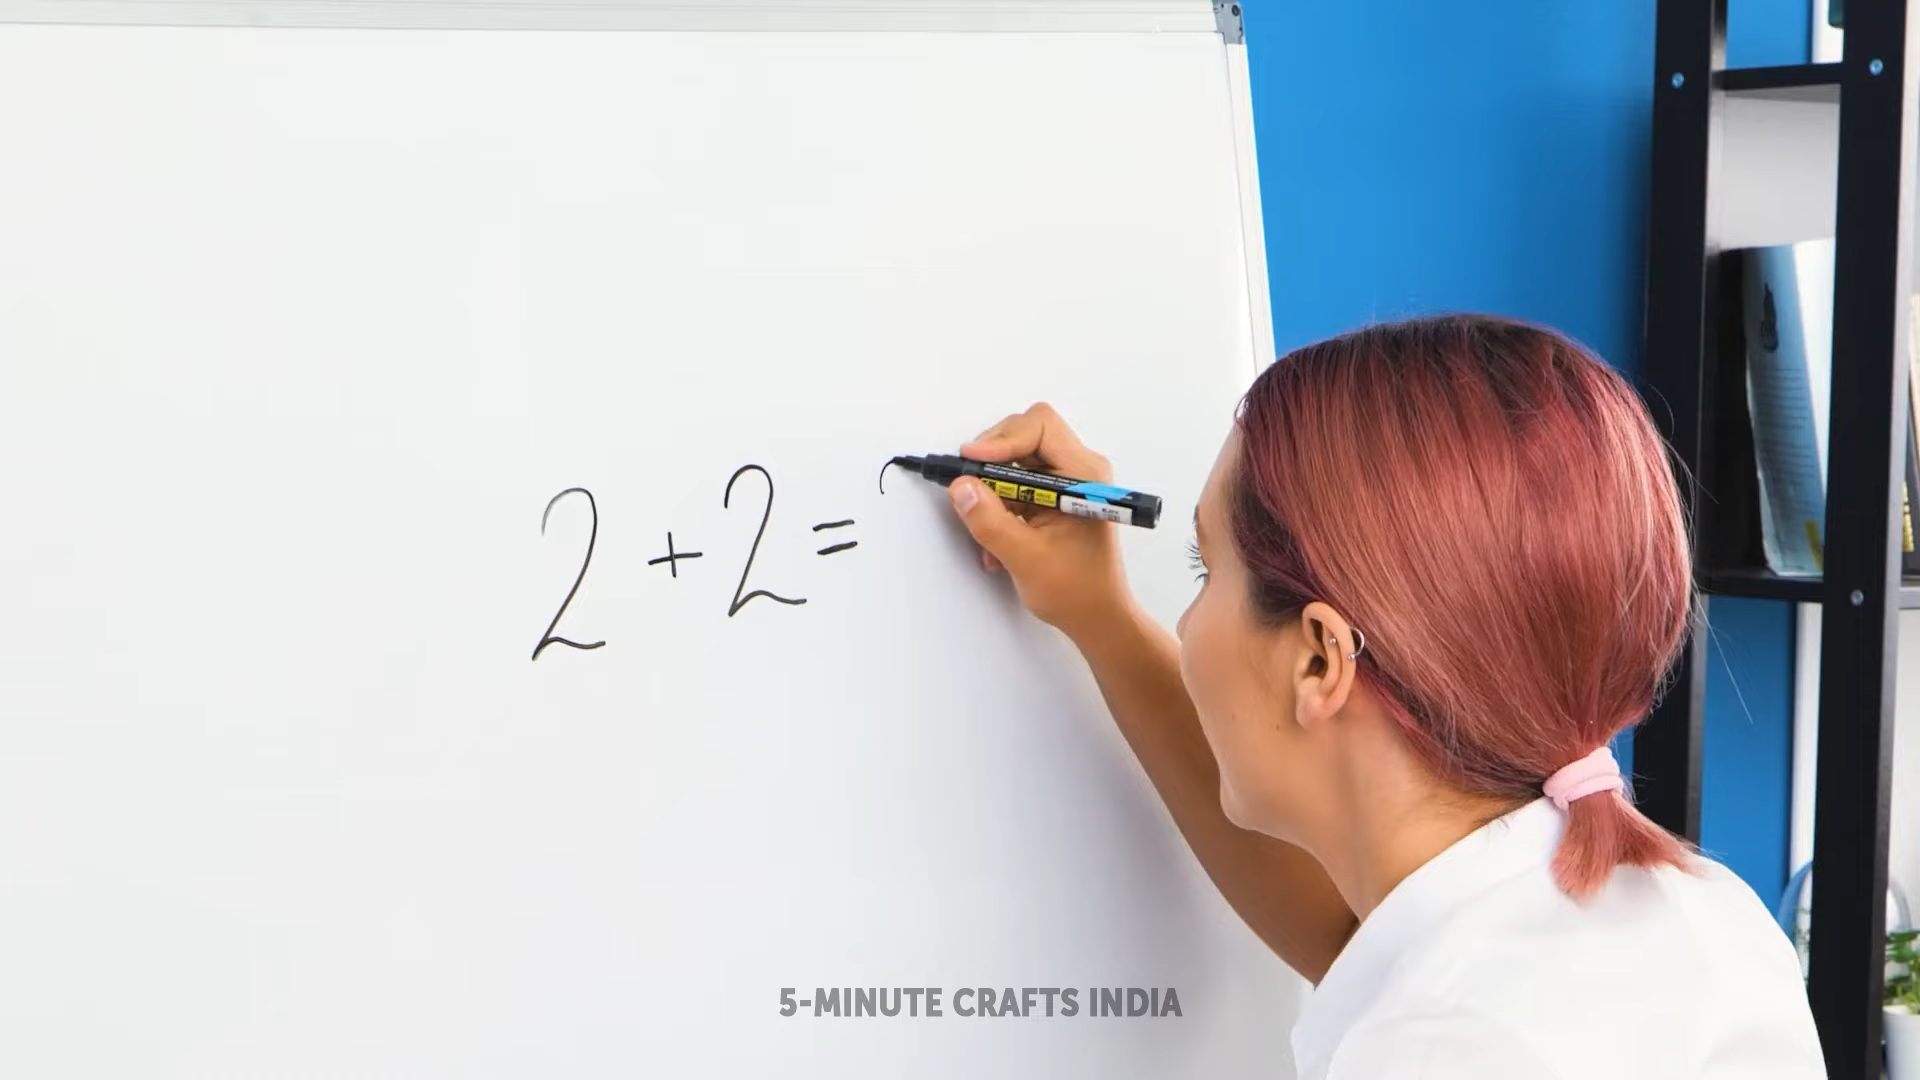 2 + 2 =
5-MINUTE CRAFTS INDIA